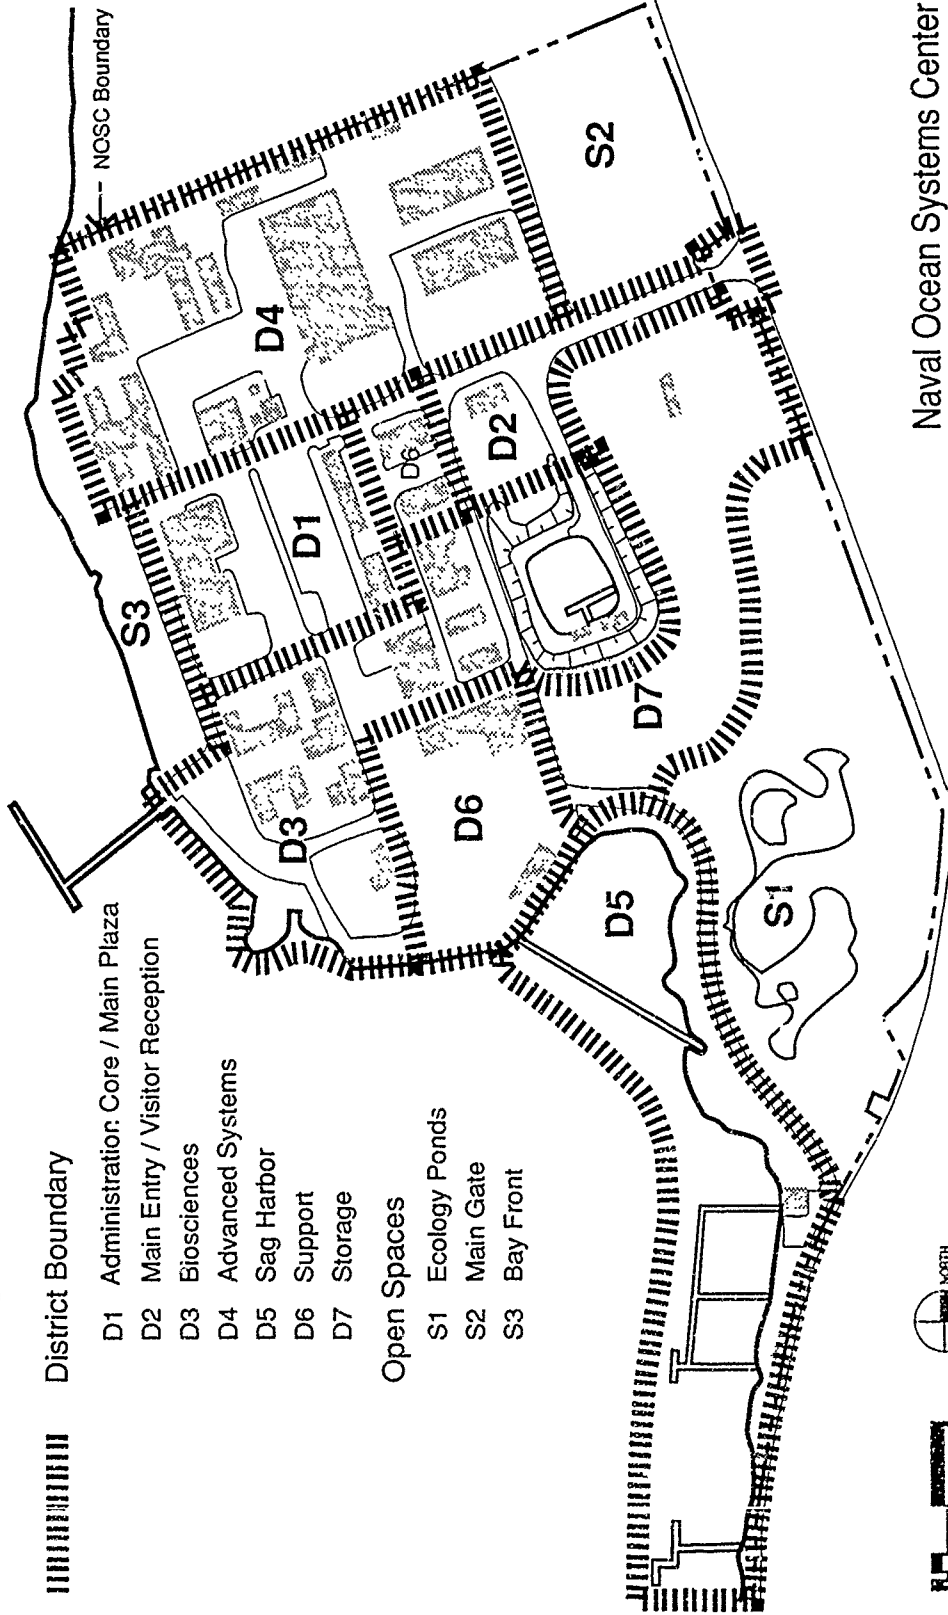 District Boundary
D1 Administration Core / Main Plaza
D2 Main Entry / Visitor Reception
D3 Biosciences
D4 Advanced Systems
D5 Sag Harbor
D6 Support
D7 Storage
Open Spaces
S1 Ecology Ponds
S2 Main Gate
S3 Bay Front
NOSC Boundary
S3
D4
S2
D1
D6
D2
D3
D6
D7
D5
S1
NORTH
Naval Ocean Systems Center